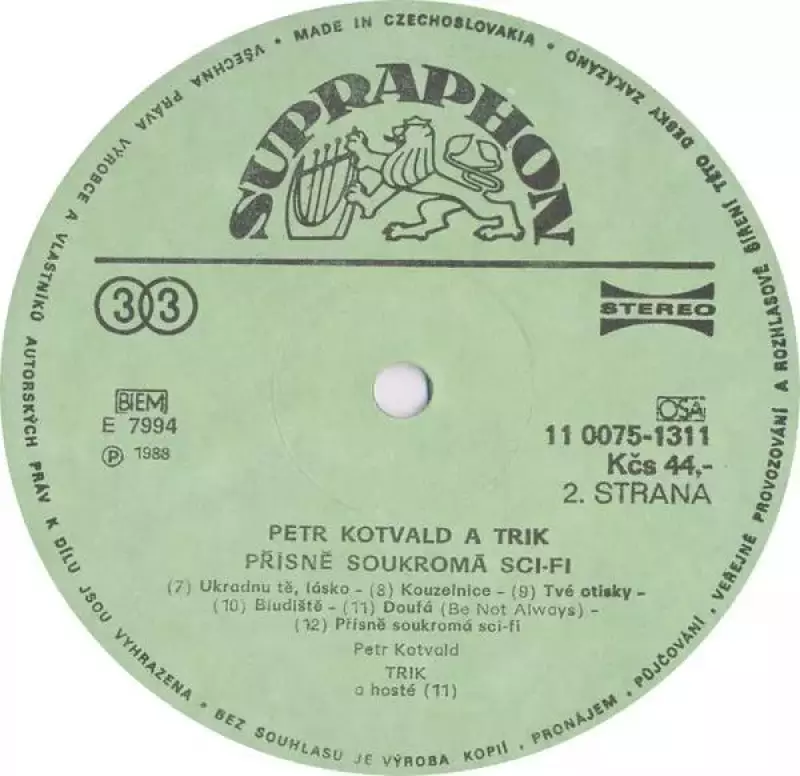 VŠECHNA PRÁVA VÝROBCE A VLASTNÍKŮ AUTORSKÝCH PRÁV K DÍLU JSOU VYHRAZENA • BEZ SOUHLASU JE VÝROBA KOPIÍ • PRONÁJEM • PŮJČOVÁNÍ • VEŘEJNÉ PROVOZOVÁNÍ A ROZHLASOVÉ ŠÍŘENÍ TÉTO DESKY ZAKÁZÁNO • MADE IN CZECHOSLOVAKIA •
SUPRAPHON
33
STEREO
BIEM
E 7994
Ⓟ 1988
OSA
11 0075-1311
Kčs 44,-
2. STRANA
PETR KOTVALD A TRIK
PŘÍSNĚ SOUKROMÁ SCI-FI
(7) Ukradnu tě, lásko - (8) Kouzelnice - (9) Tvé otisky -
(10) Bludiště - (11) Doufá (Be Not Always) -
(12) Přísně soukromá sci-fi
Petr Kotvald
TRIK
a hosté (11)